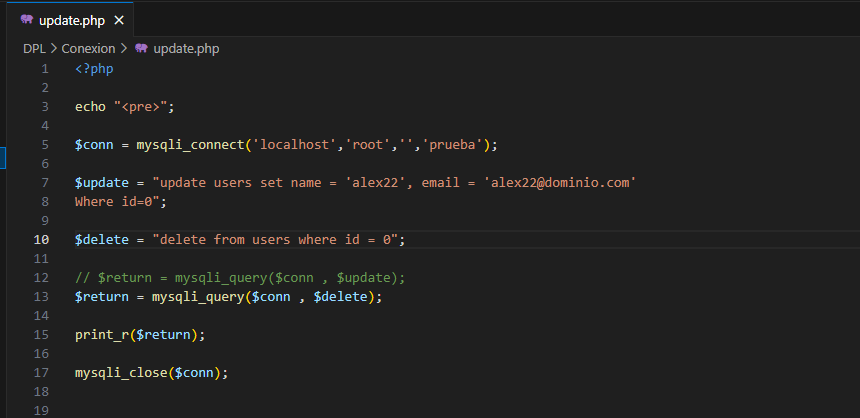 update.php
DPL > Conexion > update.php
1 <?php
2
3 echo "<pre>";
4
5 $conn = mysqli_connect('localhost','root','','prueba');
6
7 $update = "update users set name = 'alex22', email = 'alex22@dominio.com'
8 Where id=0";
9
10 $delete = "delete from users where id = 0";
11
12 // $return = mysqli_query($conn , $update);
13 $return = mysqli_query($conn , $delete);
14
15 print_r($return);
16
17 mysqli_close($conn);
18
19